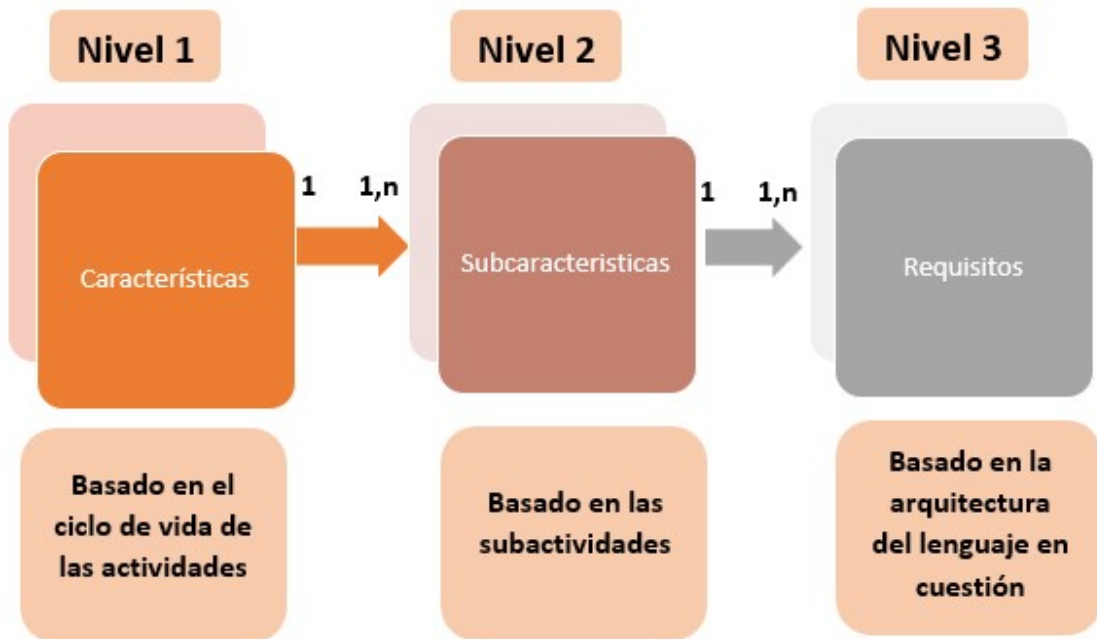 Nivel 1
Nivel 2
Nivel 3
1
1,n
1
1,n
Característícas
Subcaracteristicas
Requisitos
Basado en el
ciclo de vida de
las actividades
Basado en las
subactividades
Basado en la
arquitectura
del lenguaje en
cuestión